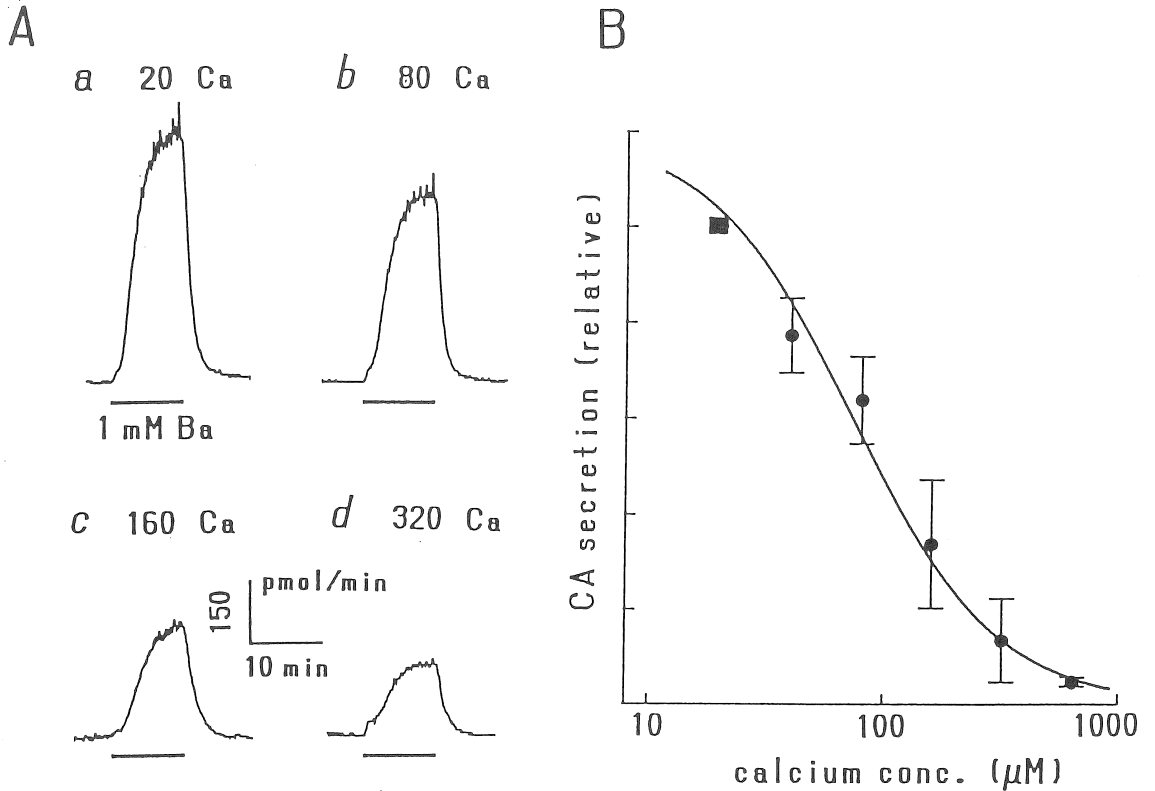 A
B
a 20 Ca
b 80 Ca
1 mM Ba
c 160 Ca
d 320 Ca
150
pmol/min
10 min
CA secretion (relative)
10 100 1000
calcium conc. (μM)